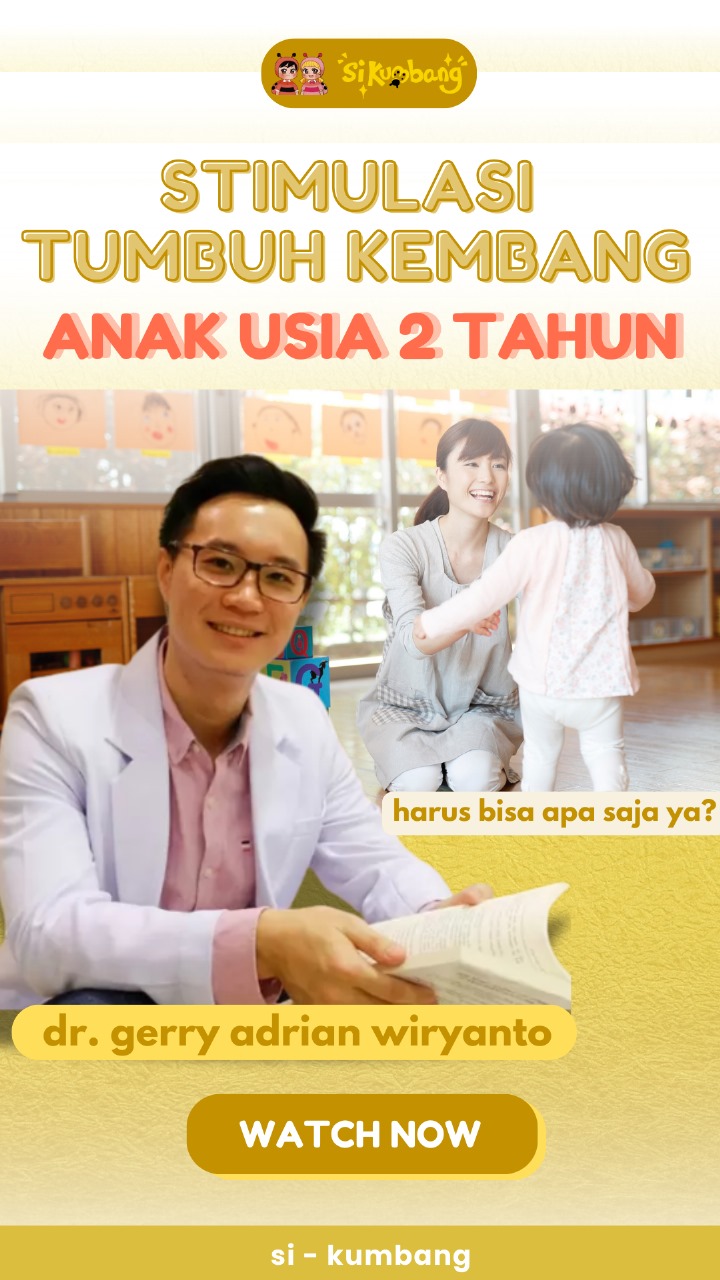 sikumbang
STIMULASI
TUMBUH KEMBANG
ANAK USIA 2 TAHUN
harus bisa apa saja ya?
dr. gerry adrian wiryanto
WATCH NOW
si - kumbang